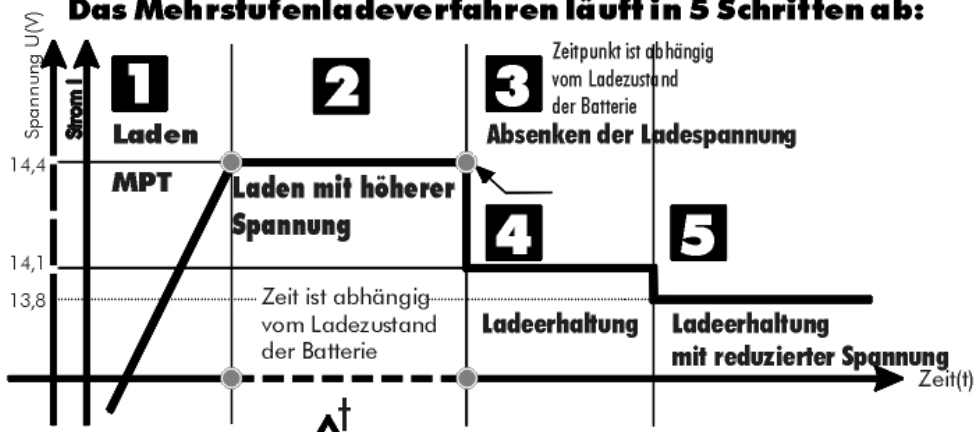 Das Mehrstufenladeverfahren läuft in 5 Schritten ab:
Spannung U(V)
Strom I
1
Laden
MPT
2
Laden mit höherer
Spannung
3
Zeitpunkt ist abhängig
vom Ladezustand
der Batterie
Absenken der Ladespannung
14,4
4
5
14,1
13,8
Zeit ist abhängig
vom Ladezustand
der Batterie
Ladeerhaltung
Ladeerhaltung
mit reduzierter Spannung
Zeit(t)
t